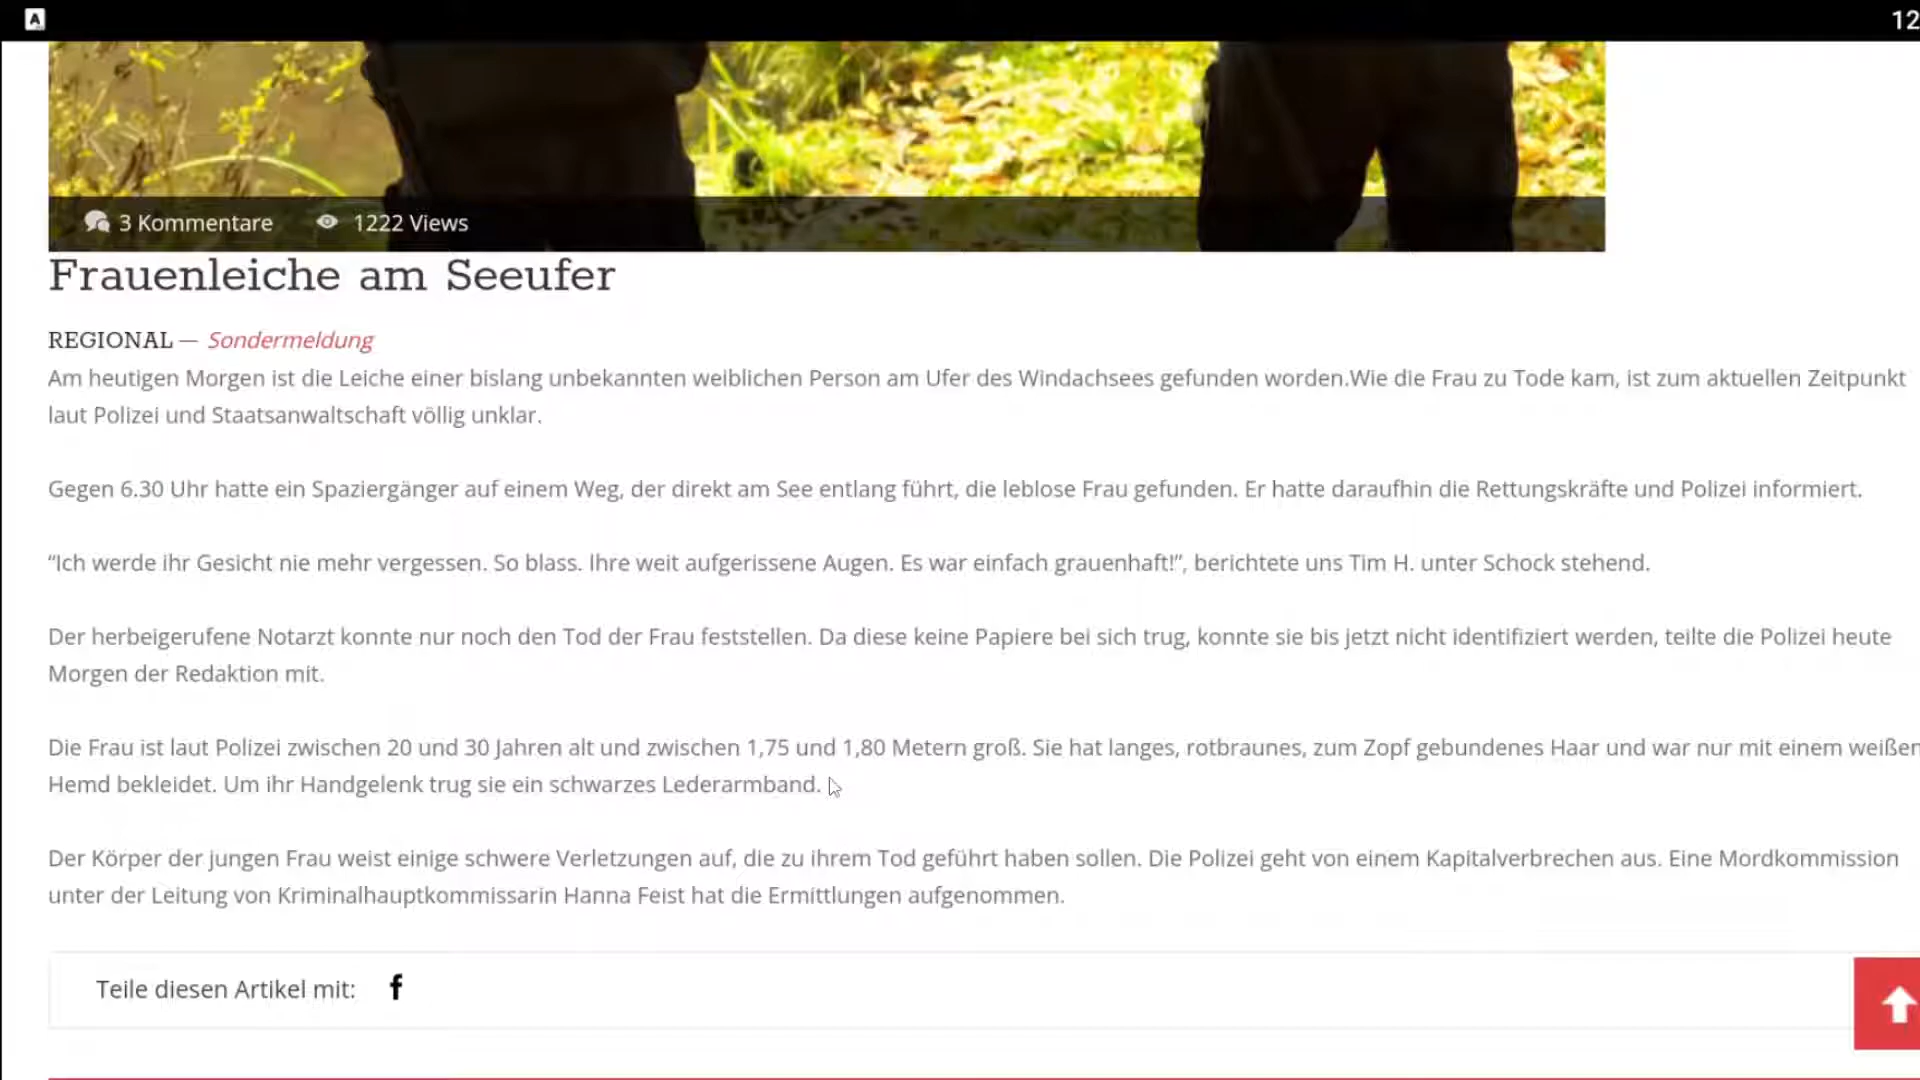 A
12
3 Kommentare 1222 Views
Frauenleiche am Seeufer
REGIONAL — Sondermeldung
Am heutigen Morgen ist die Leiche einer bislang unbekannten weiblichen Person am Ufer des Windachsees gefunden worden.Wie die Frau zu Tode kam, ist zum aktuellen Zeitpunkt
laut Polizei und Staatsanwaltschaft völlig unklar.
Gegen 6.30 Uhr hatte ein Spaziergänger auf einem Weg, der direkt am See entlang führt, die leblose Frau gefunden. Er hatte daraufhin die Rettungskräfte und Polizei informiert.
“Ich werde ihr Gesicht nie mehr vergessen. So blass. Ihre weit aufgerissene Augen. Es war einfach grauenhaft!”, berichtete uns Tim H. unter Schock stehend.
Der herbeigerufene Notarzt konnte nur noch den Tod der Frau feststellen. Da diese keine Papiere bei sich trug, konnte sie bis jetzt nicht identifiziert werden, teilte die Polizei heute
Morgen der Redaktion mit.
Die Frau ist laut Polizei zwischen 20 und 30 Jahren alt und zwischen 1,75 und 1,80 Metern groß. Sie hat langes, rotbraunes, zum Zopf gebundenes Haar und war nur mit einem weißen
Hemd bekleidet. Um ihr Handgelenk trug sie ein schwarzes Lederarmband.
Der Körper der jungen Frau weist einige schwere Verletzungen auf, die zu ihrem Tod geführt haben sollen. Die Polizei geht von einem Kapitalverbrechen aus. Eine Mordkommission
unter der Leitung von Kriminalhauptkommissarin Hanna Feist hat die Ermittlungen aufgenommen.
Teile diesen Artikel mit: f